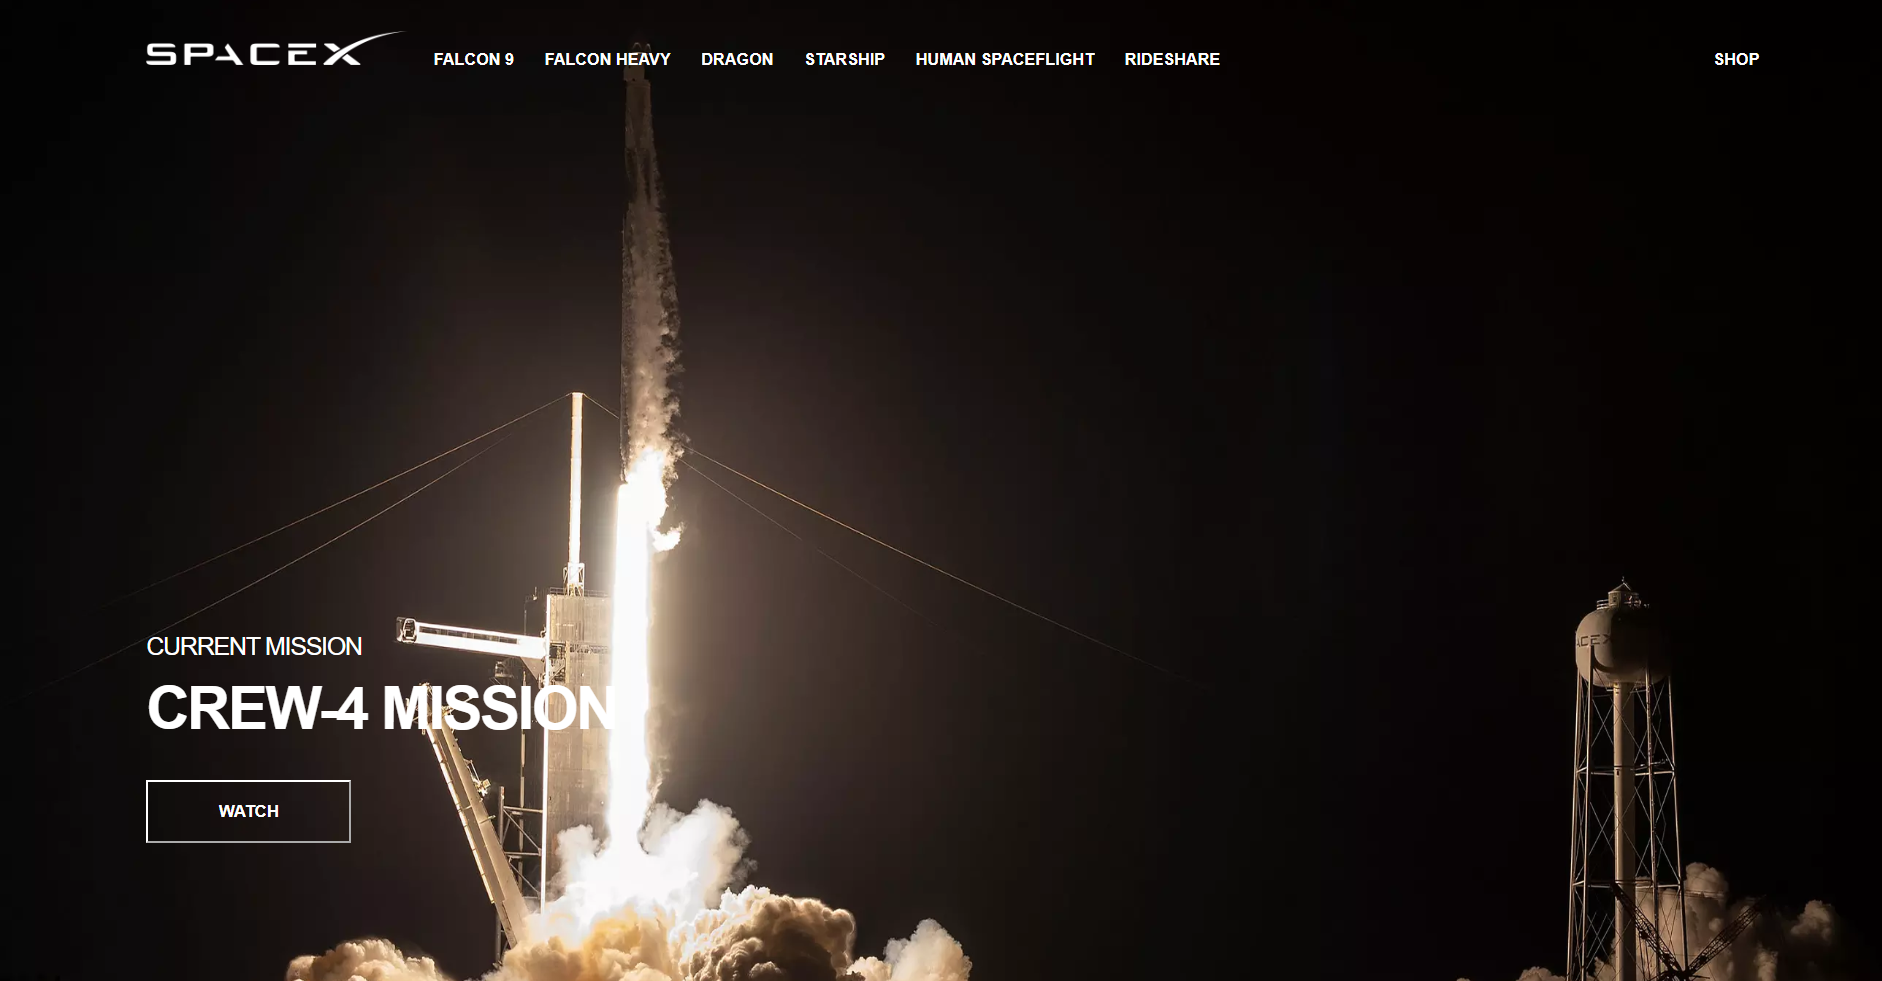 SPACEX
FALCON 9 FALCON HEAVY DRAGON STARSHIP HUMAN SPACEFLIGHT RIDESHARE SHOP
CURRENT MISSION
CREW-4 MISSION
WATCH